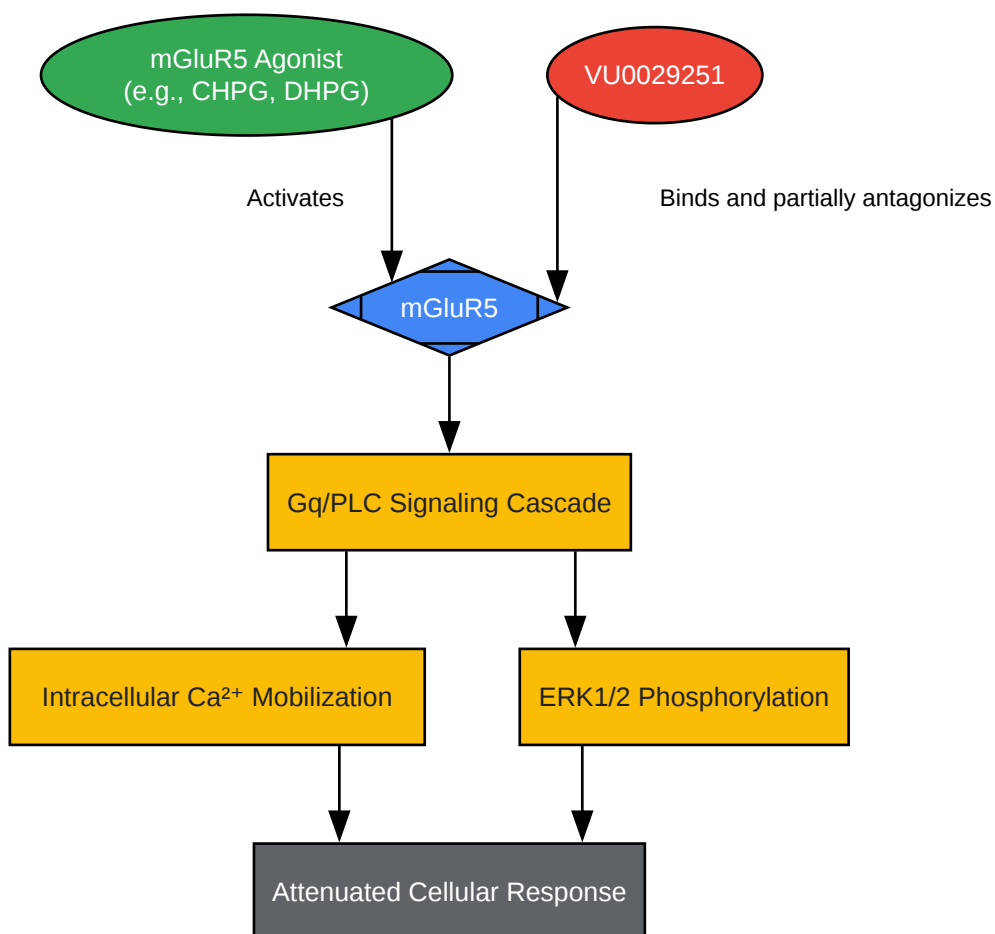 mGluR5 Agonist
(e.g., CHPG, DHPG)
VU0029251
Activates
Binds and partially antagonizes
mGluR5
Gq/PLC Signaling Cascade
Intracellular Ca²⁺ Mobilization
ERK1/2 Phosphorylation
Attenuated Cellular Response